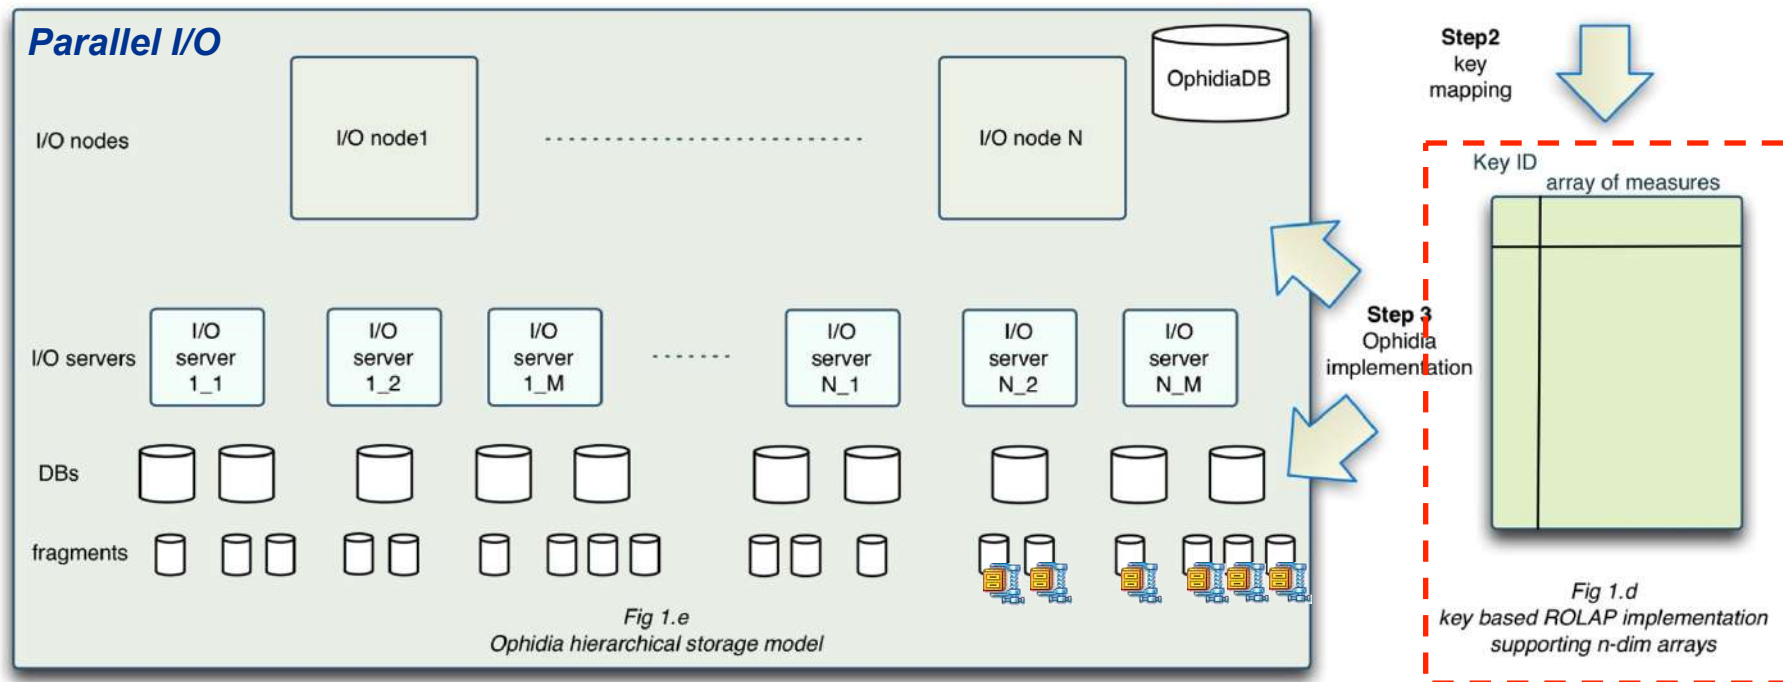 Parallel I/O
OphidiaDB
I/O nodes
I/O node1
I/O node N
I/O servers
I/O
server
1_1
I/O
server
1_2
I/O
server
1_M
I/O
server
N_1
I/O
server
N_2
I/O
server
N_M
DBs
fragments
Fig 1.e
Ophidia hierarchical storage model
Step2
key
mapping
Step 3
Ophidia
implementation
Key ID
array of measures
Fig 1.d
key based ROLAP implementation
supporting n-dim arrays